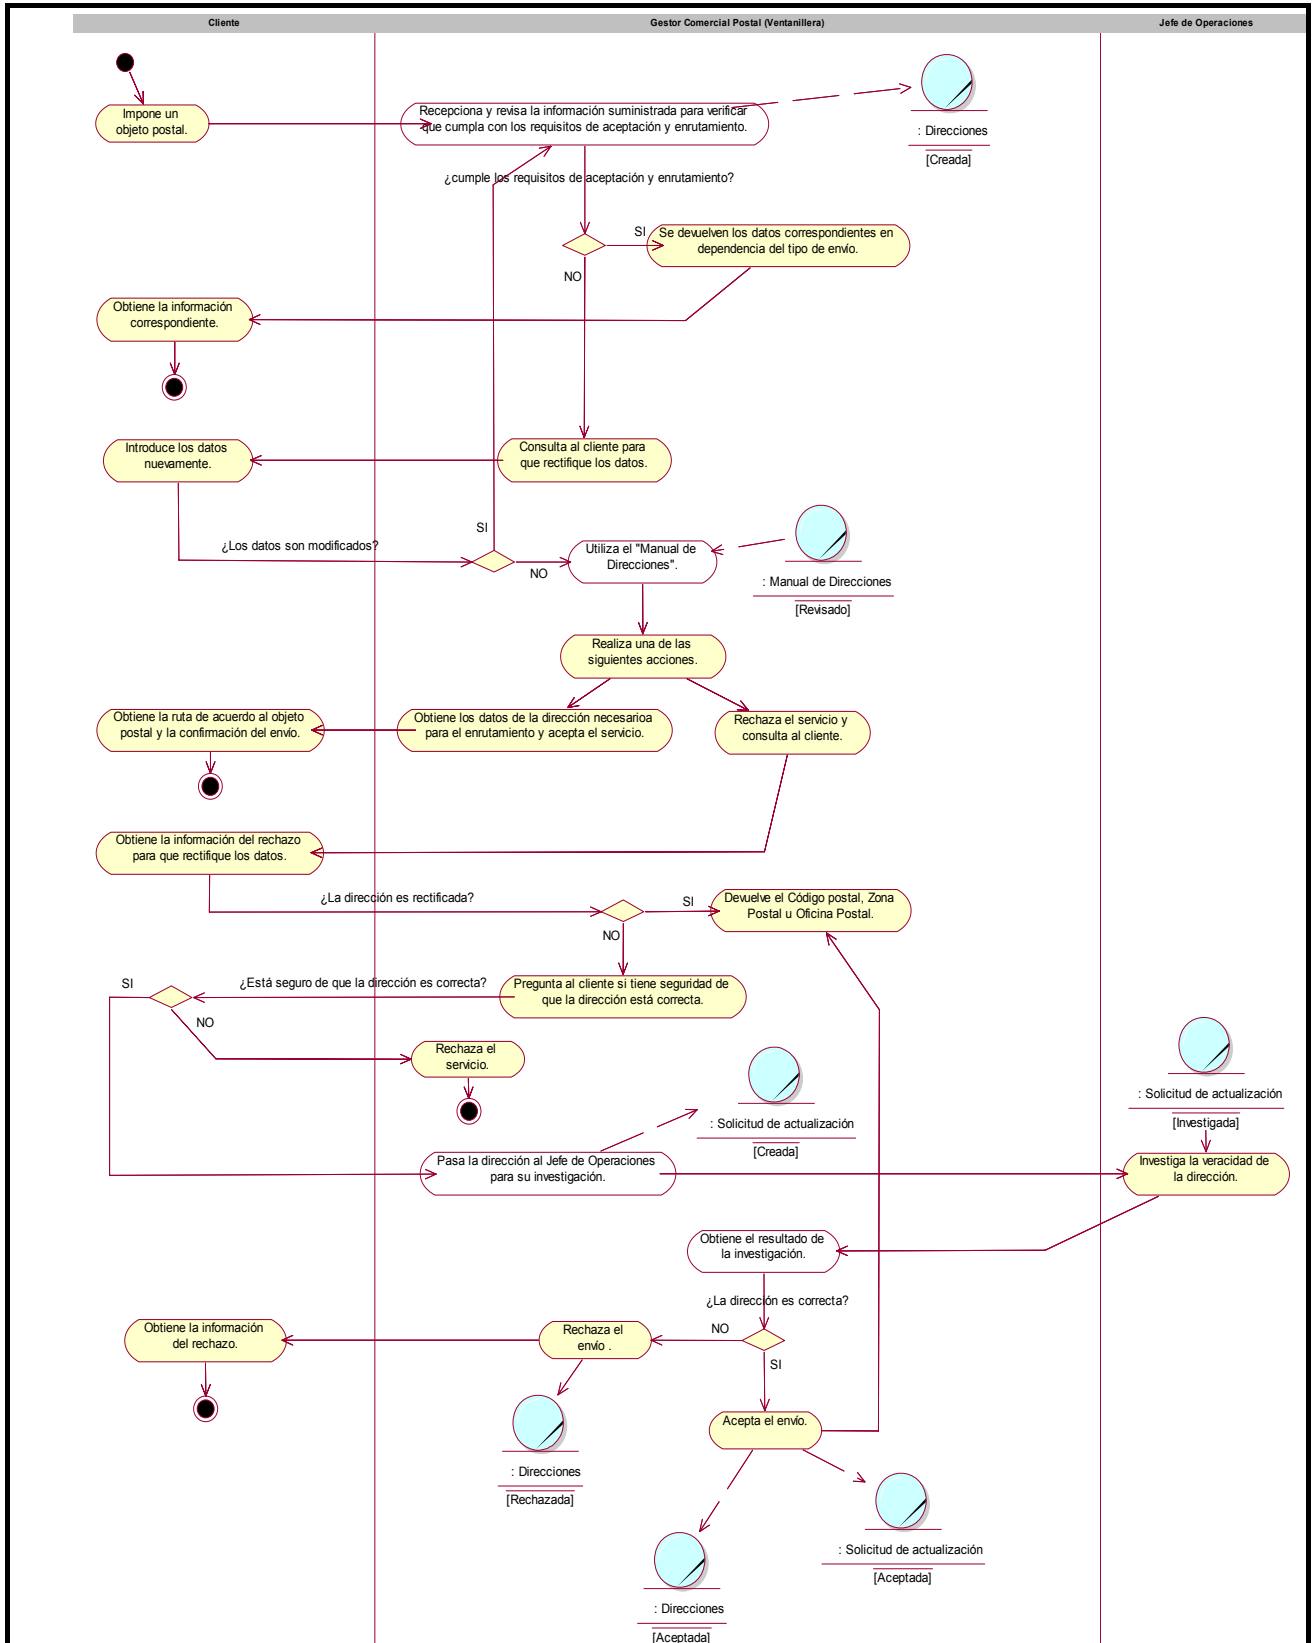 Cliente
Gestor Comercial Postal (Ventanillera)
Jefe de Operaciones
Impone un
objeto postal.
Recepciona y revisa la información suministrada para verificar
que cumpla con los requisitos de aceptación y enrutamiento.
: Direcciones
[Creada]
¿cumple los requisitos de aceptación y enrutamiento?
SI
Se devuelven los datos correspondientes en
dependencia del tipo de envío.
NO
Obtiene la información
correspondiente.
Introduce los datos
nuevamente.
Consulta al cliente para
que rectifique los datos.
SI
¿Los datos son modificados?
NO
Utiliza el "Manual de
Direcciones".
: Manual de Direcciones
[Revisado]
Realiza una de las
siguientes acciones.
Obtiene la ruta de acuerdo al objeto
postal y la confirmación del envío.
Obtiene los datos de la dirección necesarioa
para el enrutamiento y acepta el servicio.
Rechaza el servicio y
consulta al cliente.
Obtiene la información del rechazo
para que rectifique los datos.
¿La dirección es rectificada?
SI
Devuelve el Código postal, Zona
Postal u Oficina Postal.
NO
SI
¿Está seguro de que la dirección es correcta?
Pregunta al cliente si tiene seguridad de
que la dirección está correcta.
NO
Rechaza el
servicio.
: Solicitud de actualización
[Creada]
: Solicitud de actualización
[Investigada]
Pasa la dirección al Jefe de Operaciones
para su investigación.
Investiga la veracidad de
la dirección.
Obtiene el resultado de
la investigación.
¿La dirección es correcta?
Obtiene la información
del rechazo.
Rechaza el
envío .
NO
SI
Acepta el envío.
: Direcciones
[Rechazada]
: Solicitud de actualización
[Aceptada]
: Direcciones
[Aceptada]